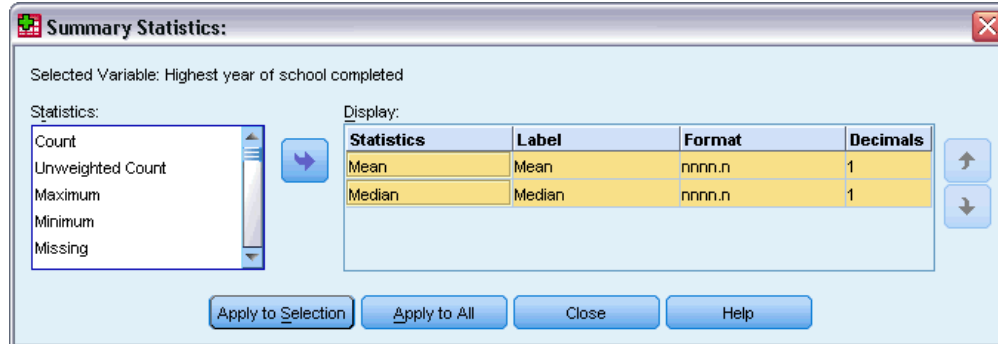 Summary Statistics:
Selected Variable: Highest year of school completed
Statistics:
Display:
Count
Unweighted Count
Maximum
Minimum
Missing
Statistics Label Format Decimals
Mean Mean nnnn.n 1
Median Median nnnn.n 1
Apply to Selection Apply to All Close Help